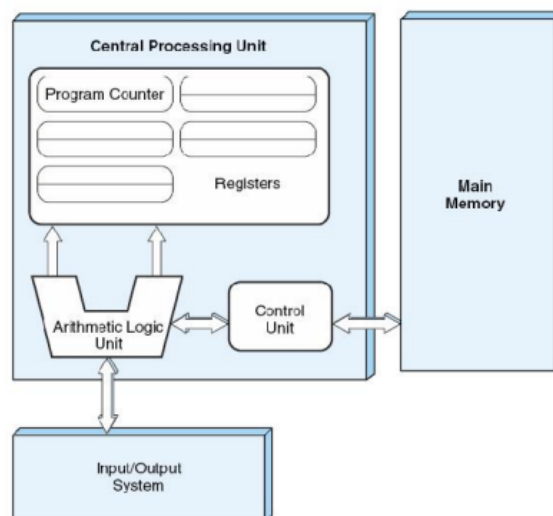 Central Processing Unit
Program Counter
Registers
Main
Memory
Arithmetic Logic
Unit
Control
Unit
Input/Output
System